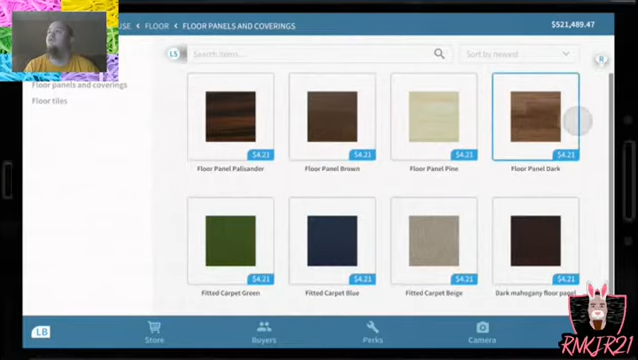 USE < FLOOR < FLOOR PANELS AND COVERINGS
$521,489.47
LS
Search items...
Sort by newest
R
Floor panels and coverings
Floor tiles
$4.21
$4.21
$4.21
$4.21
Floor Panel Palisander
Floor Panel Brown
Floor Panel Pine
Floor Panel Dark
$4.21
$4.21
$4.21
$4.21
Fitted Carpet Green
Fitted Carpet Blue
Fitted Carpet Beige
Dark mahogany floor panel
LB
Store
Buyers
Perks
Camera
RNKJR21